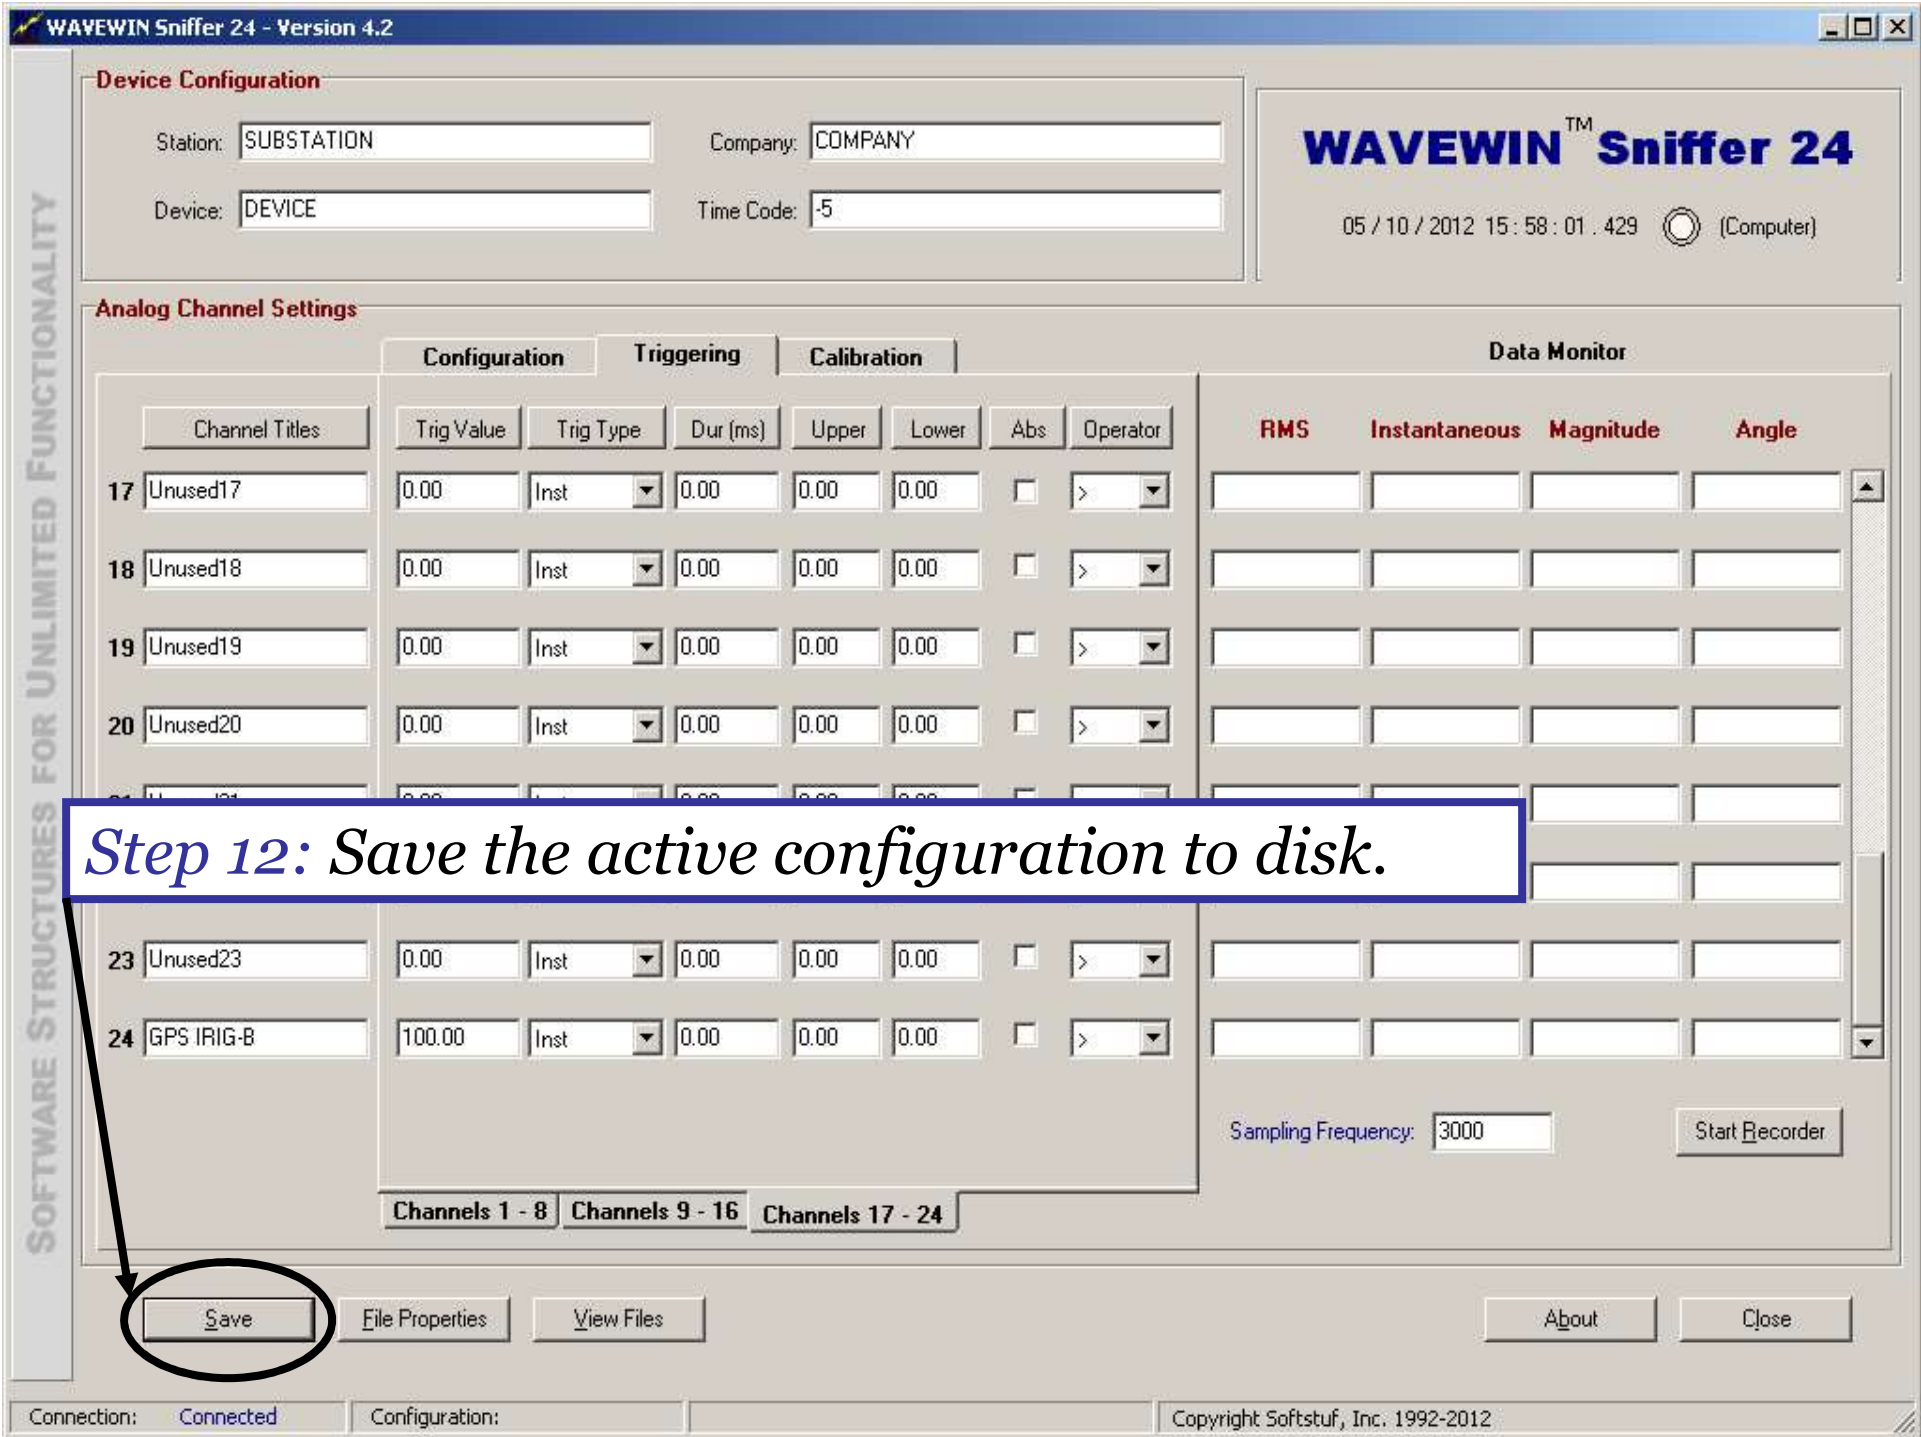 WAVEWIN Sniffer 24 - Version 4.2
SOFTWARE STRUCTURES FOR UNLIMITED FUNCTIONALITY
Device Configuration
Station: SUBSTATION Company: COMPANY
Device: DEVICE Time Code: -5
WAVEWIN™ Sniffer 24
05 / 10 / 2012 15 : 58 : 01 . 429 (Computer)
Analog Channel Settings
Configuration Triggering Calibration Data Monitor
Channel Titles Trig Value Trig Type Dur (ms) Upper Lower Abs Operator RMS Instantaneous Magnitude Angle
17 Unused17 0.00 Inst 0.00 0.00 0.00 >
18 Unused18 0.00 Inst 0.00 0.00 0.00 >
19 Unused19 0.00 Inst 0.00 0.00 0.00 >
20 Unused20 0.00 Inst 0.00 0.00 0.00 >
Step 12: Save the active configuration to disk.
23 Unused23 0.00 Inst 0.00 0.00 0.00 >
24 GPS IRIG-B 100.00 Inst 0.00 0.00 0.00 >
Sampling Frequency: 3000 Start Recorder
Channels 1 - 8 Channels 9 - 16 Channels 17 - 24
Save File Properties View Files About Close
Connection: Connected Configuration: Copyright Softstuf, Inc. 1992-2012